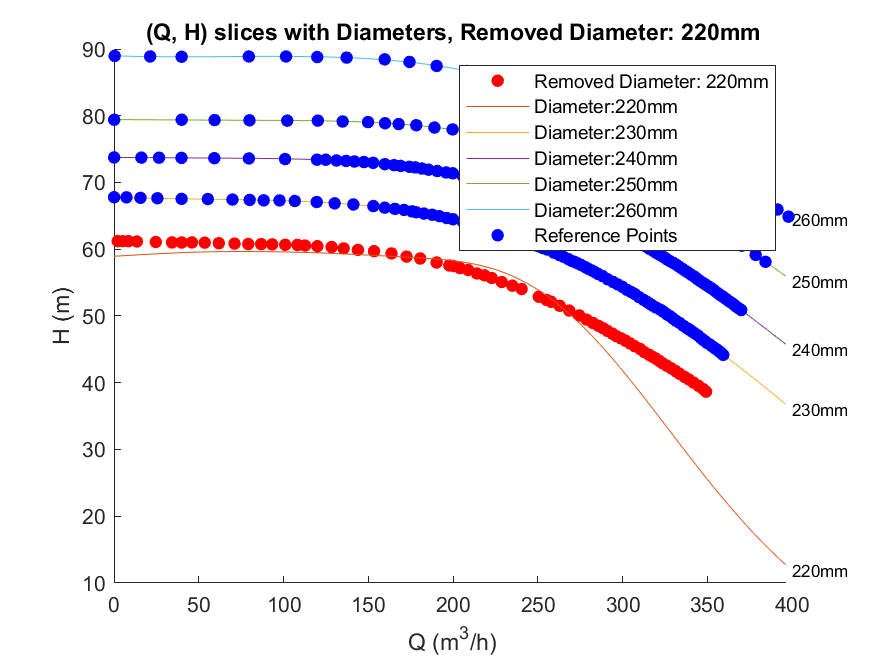 (Q, H) slices with Diameters, Removed Diameter: 220mm
90
80
70
60
50
40
30
20
10
H (m)
Removed Diameter: 220mm
Diameter:220mm
Diameter:230mm
Diameter:240mm
Diameter:250mm
Diameter:260mm
Reference Points
260mm
250mm
240mm
230mm
220mm
0 50 100 150 200 250 300 350 400
Q (m³/h)